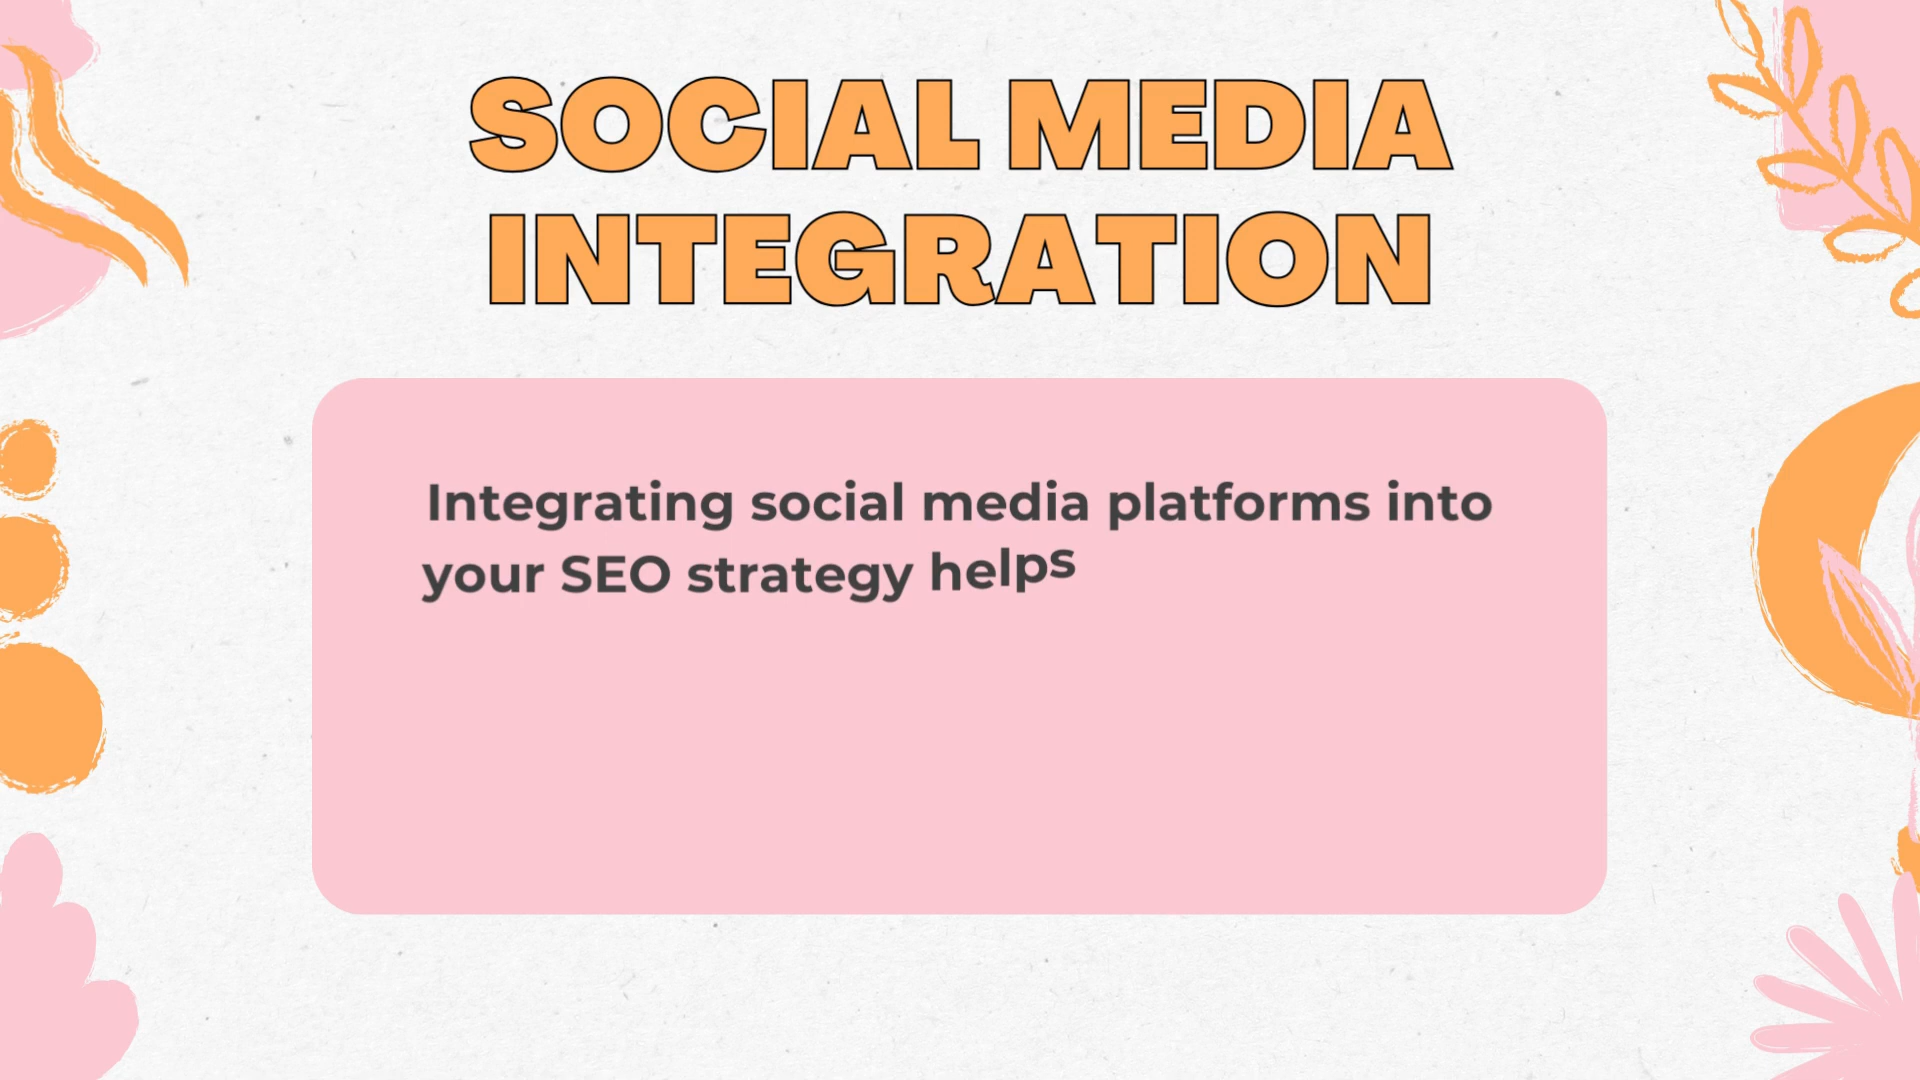 SOCIAL MEDIA
INTEGRATION
Integrating social media platforms into
your SEO strategy helps